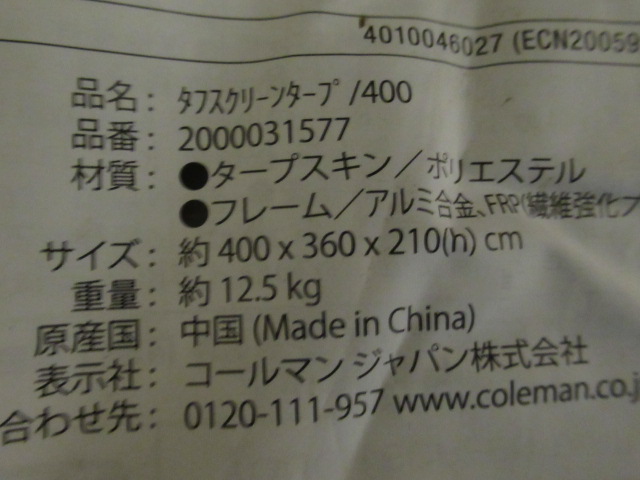 4010046027 (ECN20059
品名： ﾀﾌｽｸﾘｰﾝﾀｰﾌﾟ /400
品番： 2000031577
材質： ●タープスキン／ポリエステル
●フレーム／アルミ合金、FRP(繊維強化プ
サイズ： 約 400 x 360 x 210(h) cm
重量： 約 12.5 kg
原産国： 中国 (Made in China)
表示社： コールマン ジャパン株式会社
合わせ先： 0120-111-957 www.coleman.co.j